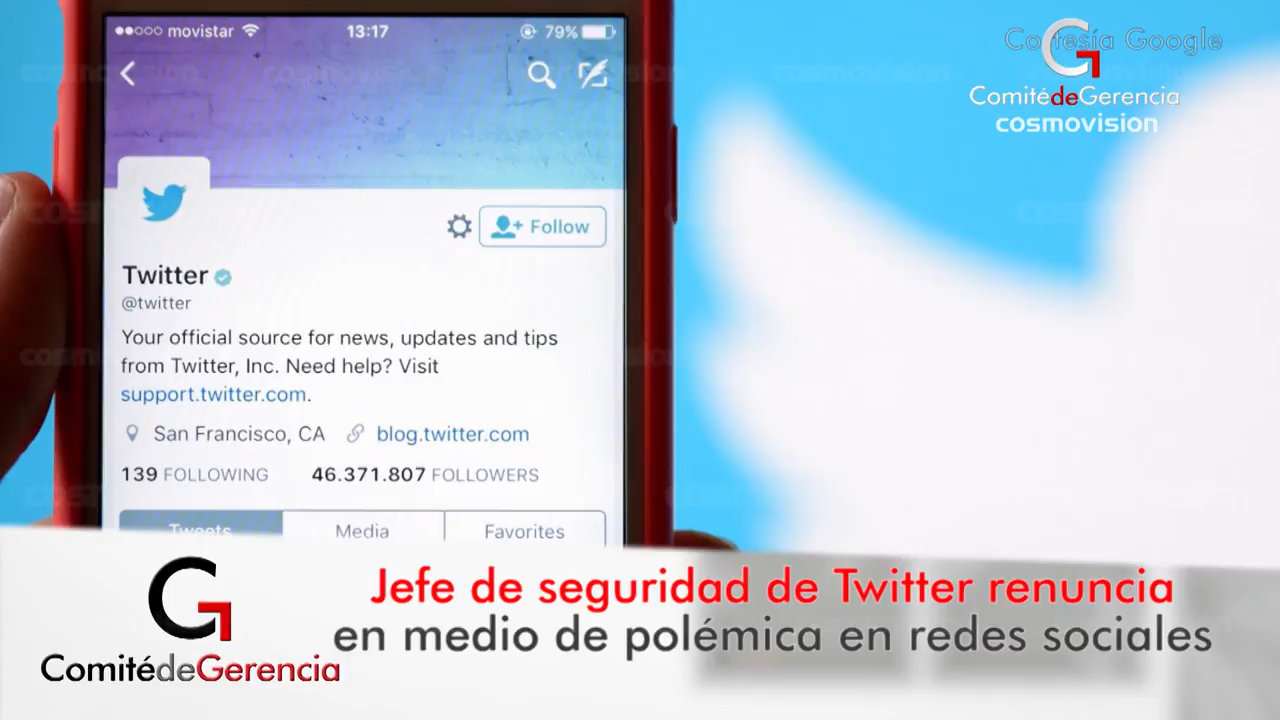 movistar
13:17
79%
Cortesía Google
ComitédeGerencia
cosmovision
Follow
Twitter
@twitter
Your official source for news, updates and tips
from Twitter, Inc. Need help? Visit
support.twitter.com.
San Francisco, CA
blog.twitter.com
139 FOLLOWING
46.371.807 FOLLOWERS
Tweets
Media
Favorites
Jefe de seguridad de Twitter renuncia
en medio de polémica en redes sociales
ComitédeGerencia